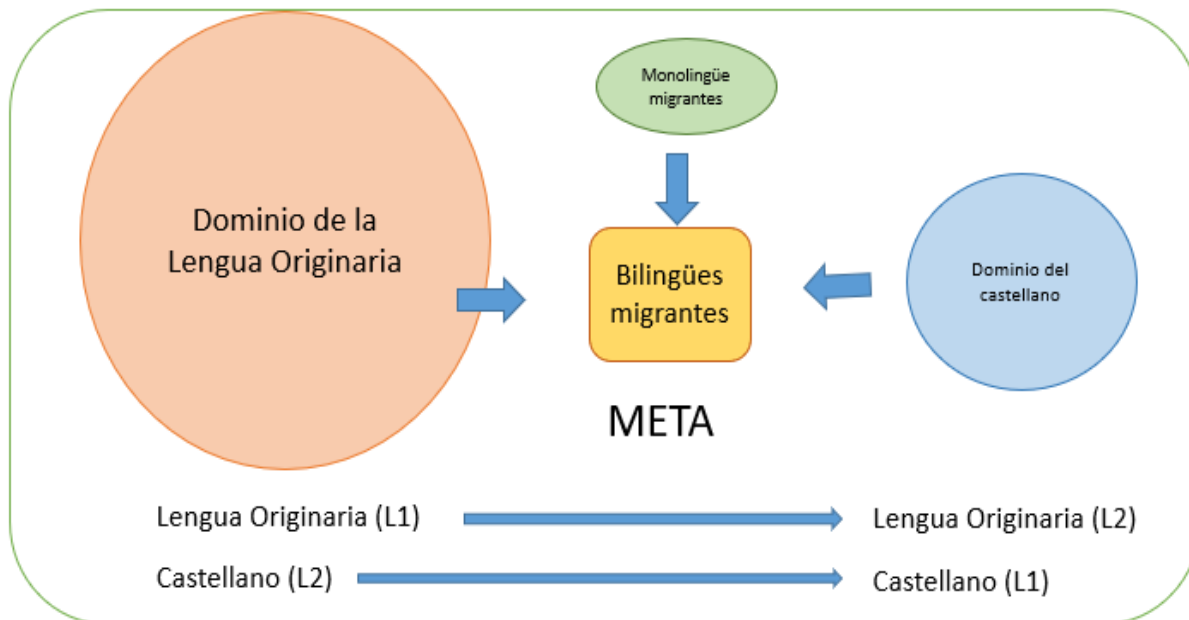 Monolingüe
migrantes
Dominio de la
Lengua Originaria
Bilingües
migrantes
Dominio del
castellano
META
Lengua Originaria (L1)
Lengua Originaria (L2)
Castellano (L2)
Castellano (L1)